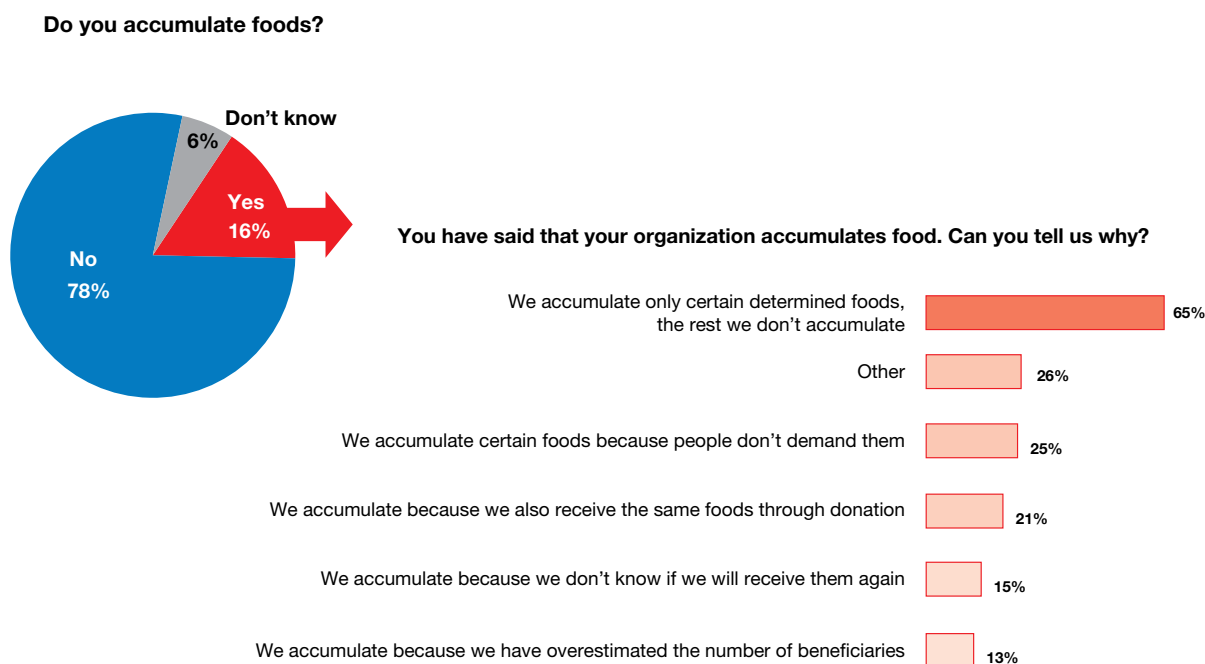 Do you accumulate foods?
Don't know
6%
Yes
16%
No
78%
You have said that your organization accumulates food. Can you tell us why?
We accumulate only certain determined foods,
the rest we don't accumulate
65%
Other
26%
We accumulate certain foods because people don't demand them
25%
We accumulate because we also receive the same foods through donation
21%
We accumulate because we don't know if we will receive them again
15%
We accumulate because we have overestimated the number of beneficiaries
13%